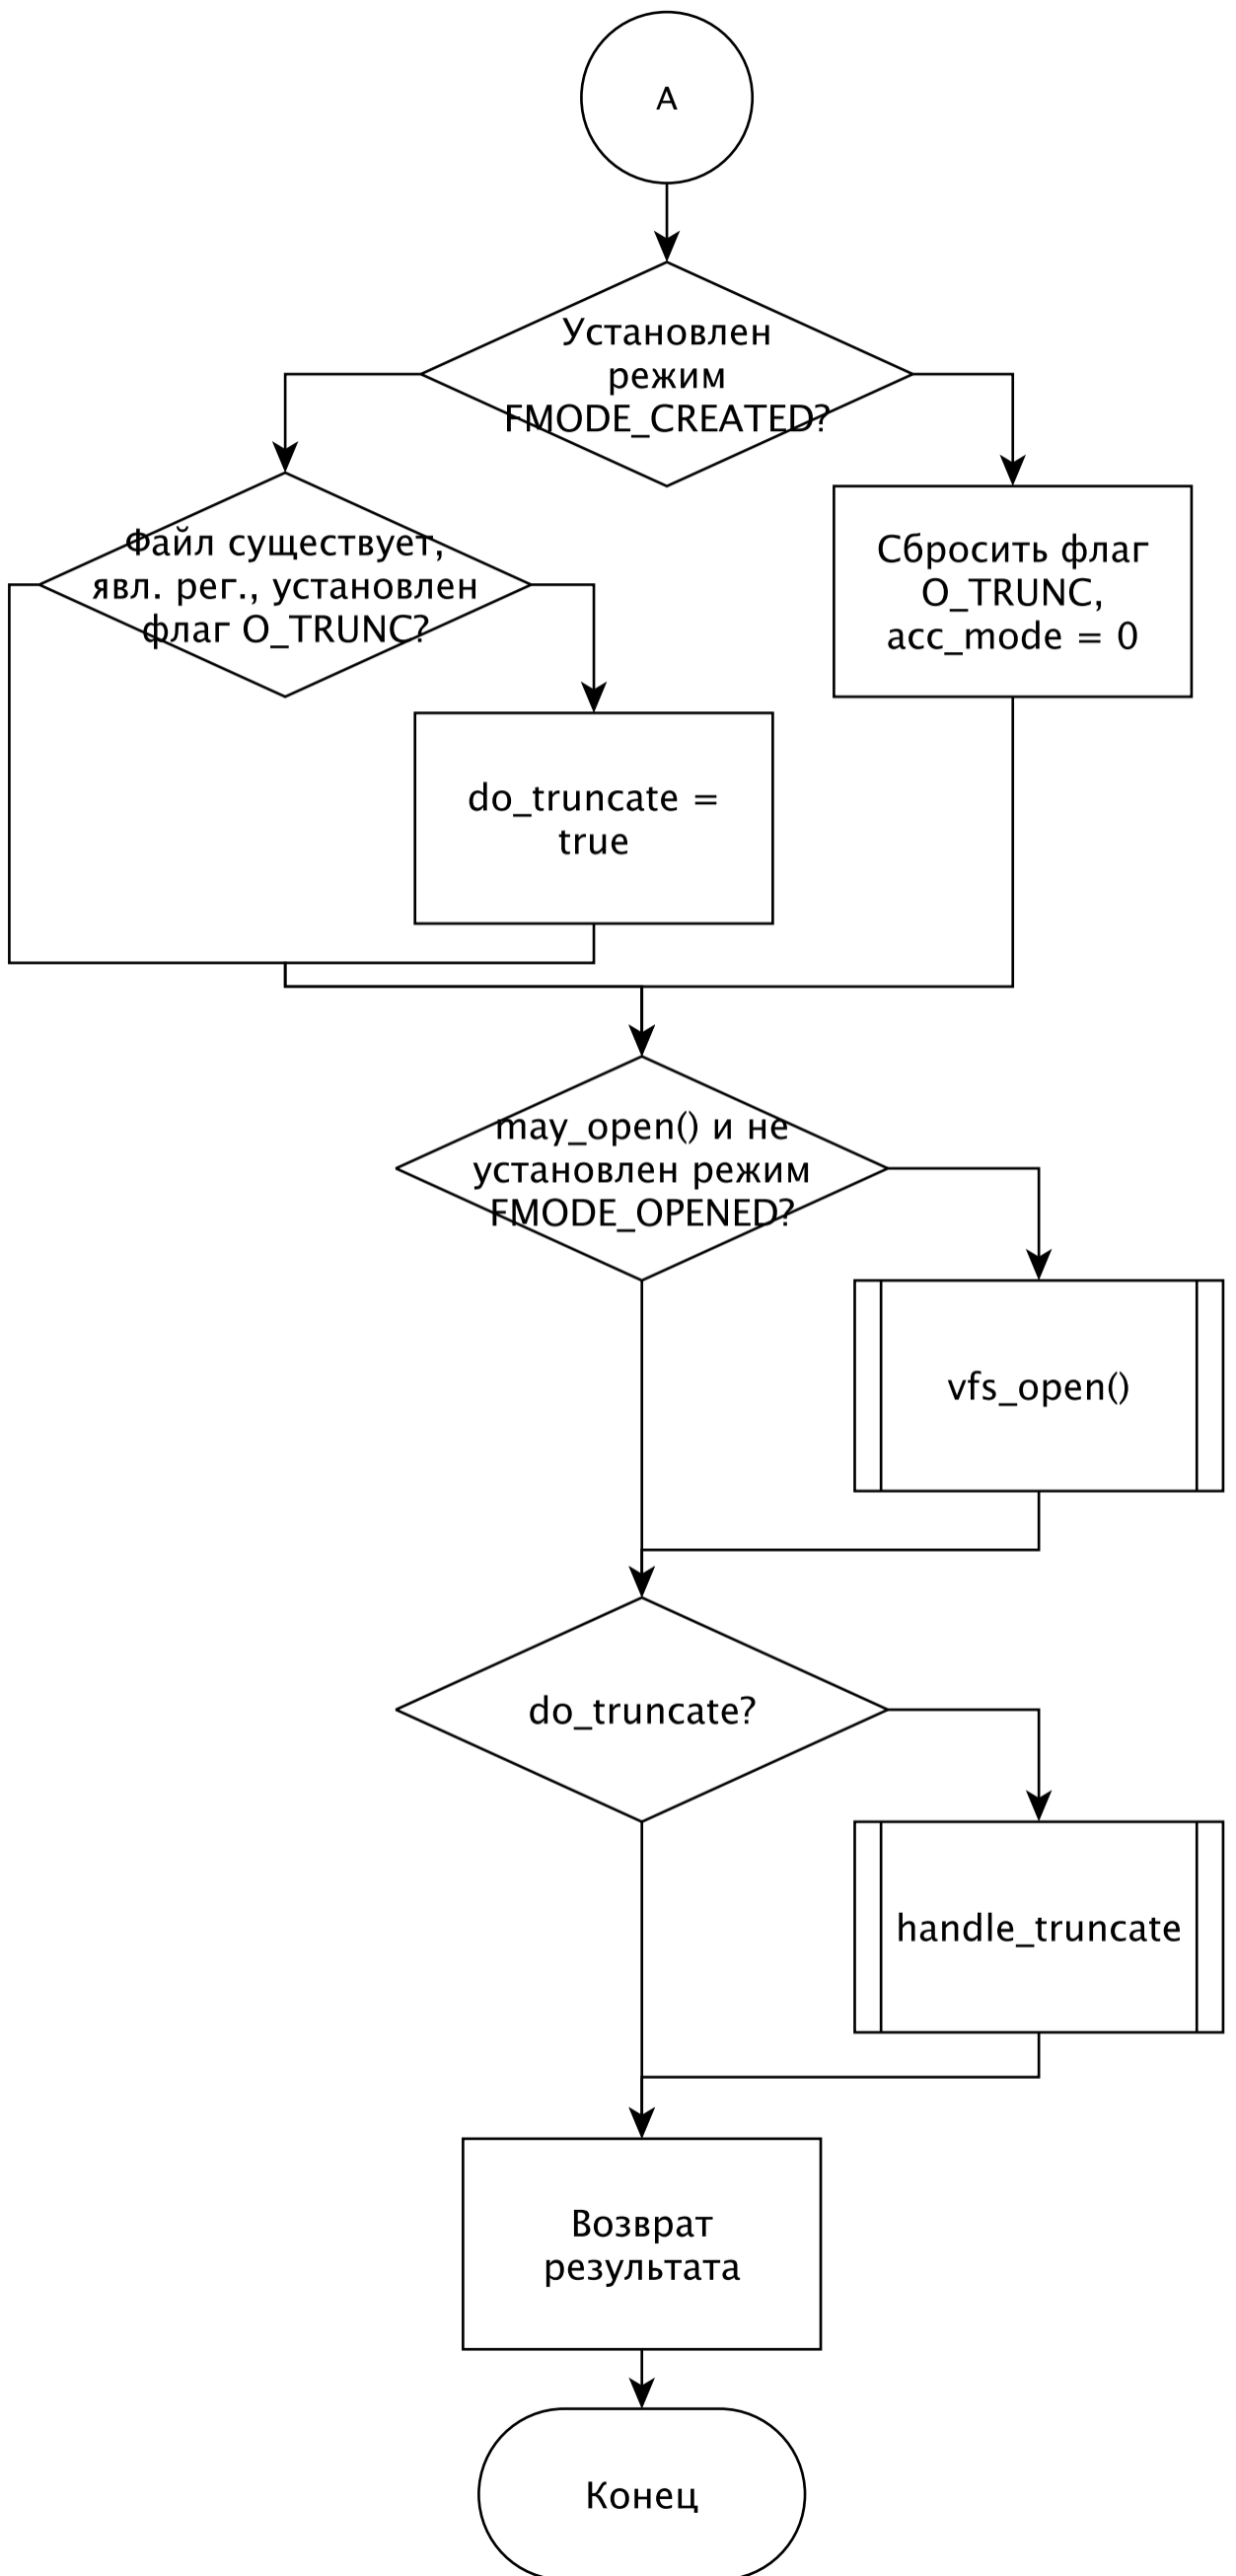 А
Установлен
режим
FMODE_CREATED?
Файл существует,
явл. рег., установлен
флаг O_TRUNC?
Сбросить флаг
O_TRUNC,
acc_mode = 0
do_truncate =
true
may_open() и не
установлен режим
FMODE_OPENED?
vfs_open()
do_truncate?
handle_truncate
Возврат
результата
Конец